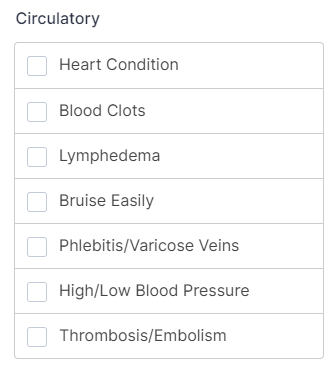 Circulatory
Heart Condition
Blood Clots
Lymphedema
Bruise Easily
Phlebitis/Varicose Veins
High/Low Blood Pressure
Thrombosis/Embolism